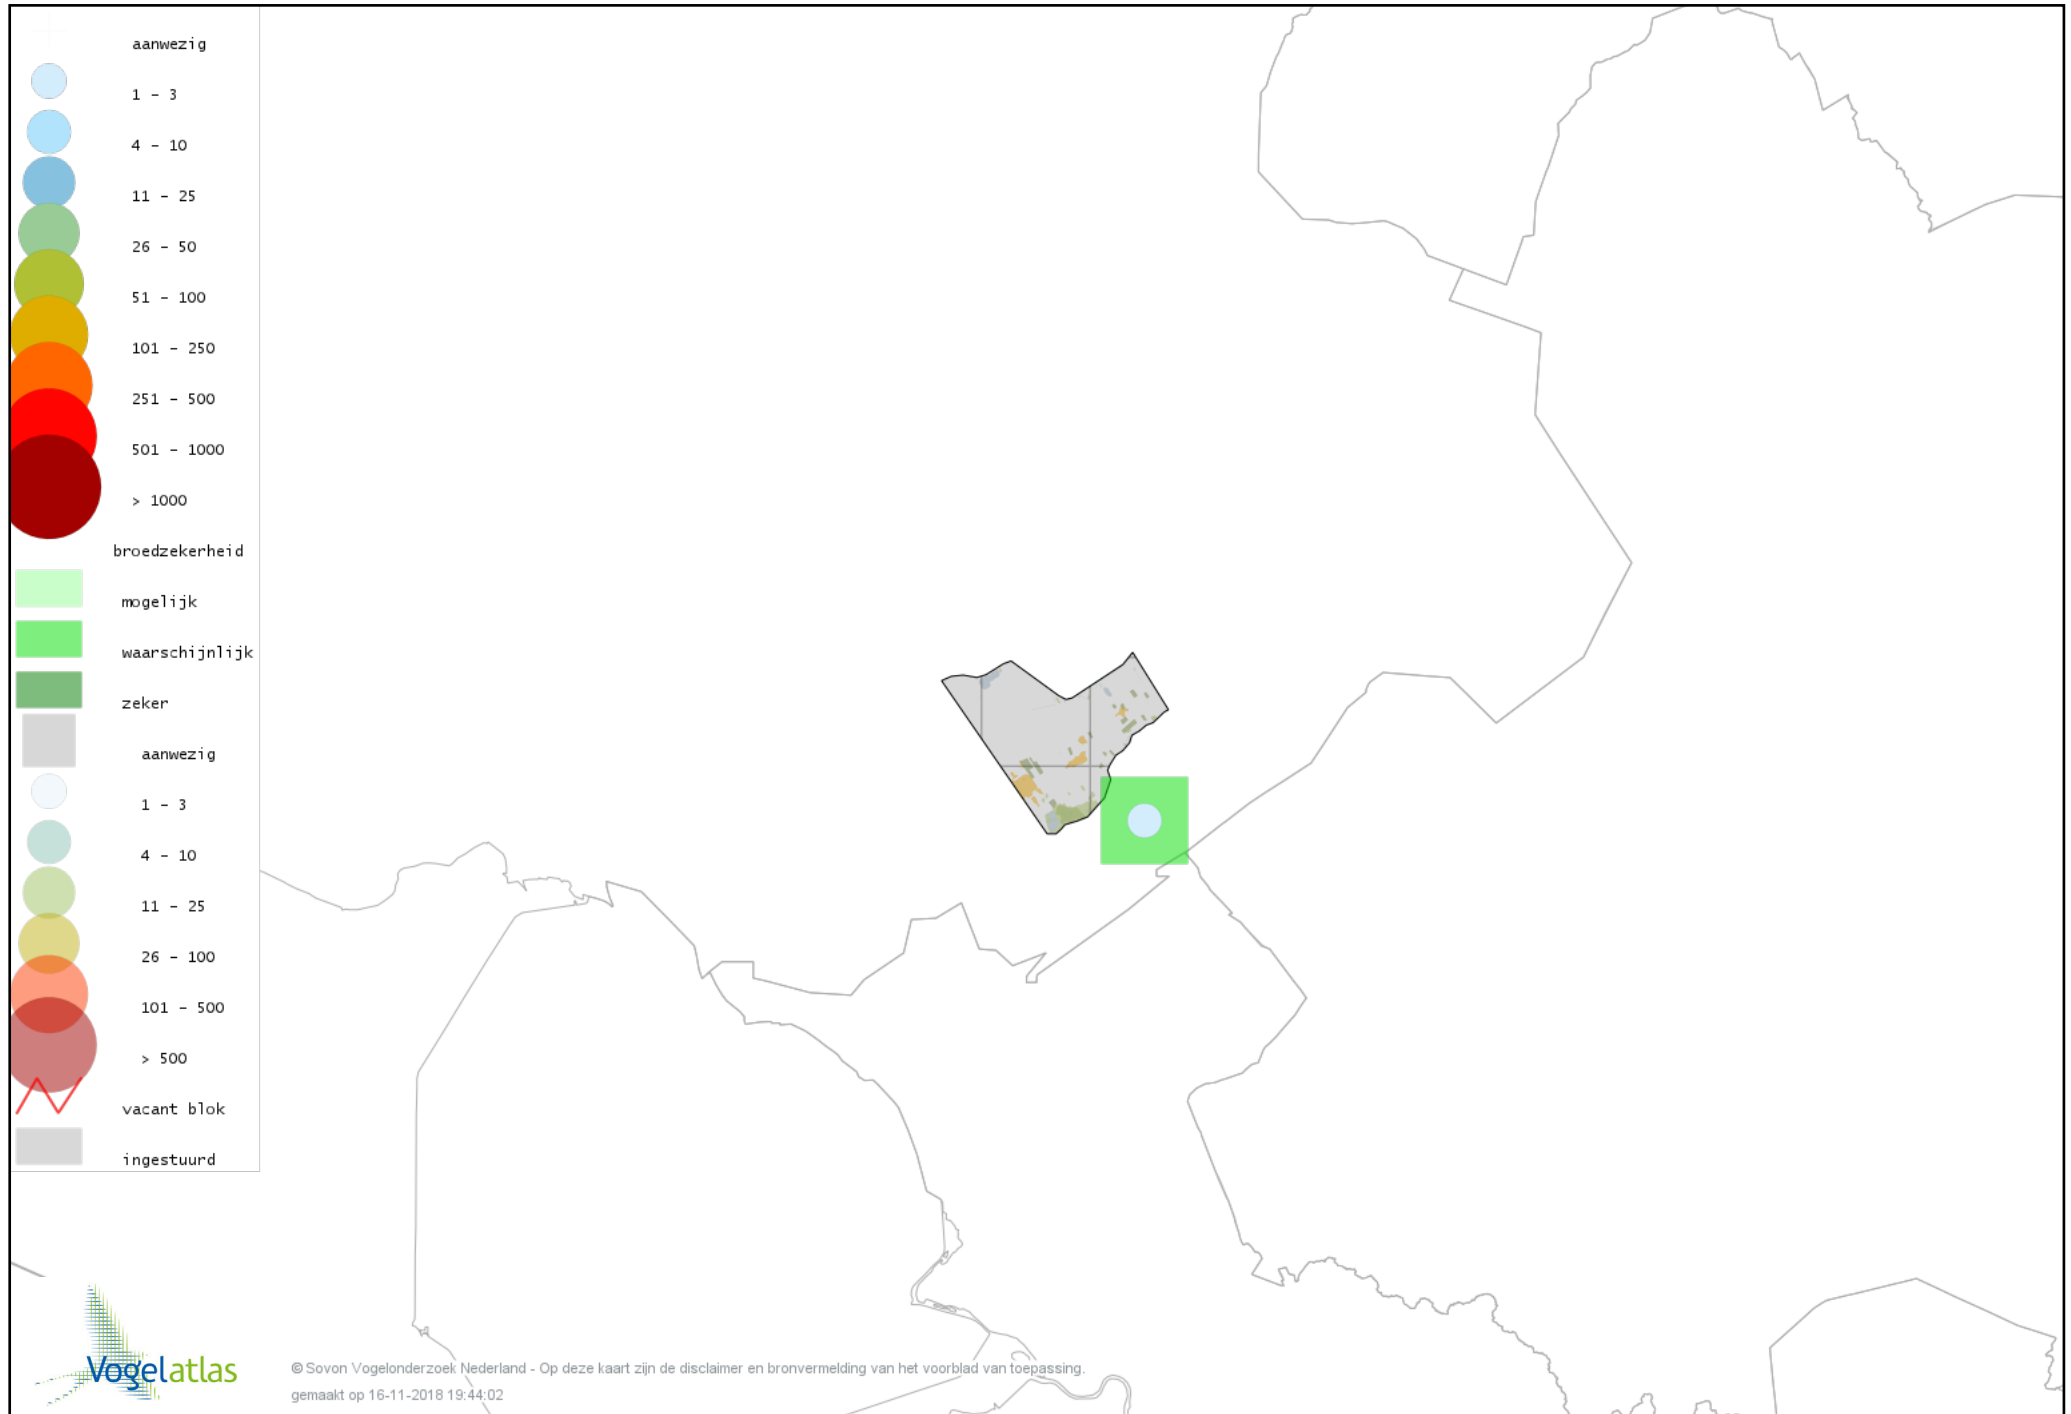 aanwezig
1 - 3
4 - 10
11 - 25
26 - 50
51 - 100
101 - 250
251 - 500
501 - 1000
> 1000
broedzekerheid
mogelijk
waarschijnlijk
zeker
aanwezig
1 - 3
4 - 10
11 - 25
26 - 100
101 - 500
> 500
vacant blok
ingestuurd
Vogelatlas
© Sovon Vogelonderzoek Nederland - Op deze kaart zijn de disclaimer en bronvermelding van het voorblad van toepassing.
gemaakt op 16-11-2018 19:44:02